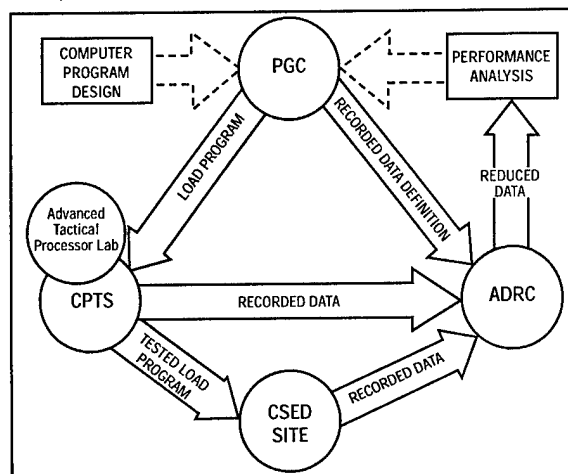 COMPUTER
PROGRAM
DESIGN
PGC
PERFORMANCE
ANALYSIS
LOAD PROGRAM
RECORDED DATA DEFINITION
REDUCED
DATA
Advanced
Tactical
Processor Lab
CPTS
RECORDED DATA
ADRC
TESTED LOAD
PROGRAM
RECORDED DATA
CSED
SITE